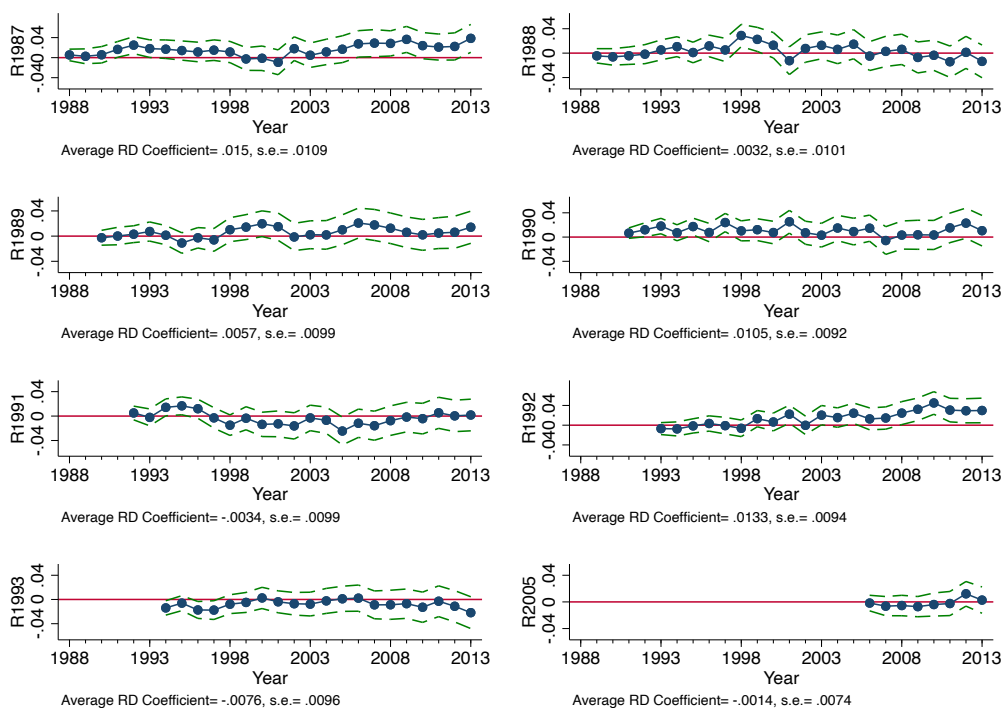 R1987
-.04 0 .04
1988 1993 1998 2003 2008 2013
Year
Average RD Coefficient= .015, s.e.= .0109
R1988
-.04 0 .04
1988 1993 1998 2003 2008 2013
Year
Average RD Coefficient= .0032, s.e.= .0101
R1989
-.04 0 .04
1988 1993 1998 2003 2008 2013
Year
Average RD Coefficient= .0057, s.e.= .0099
R1990
-.04 0 .04
1988 1993 1998 2003 2008 2013
Year
Average RD Coefficient= .0105, s.e.= .0092
R1991
-.04 0 .04
1988 1993 1998 2003 2008 2013
Year
Average RD Coefficient= -.0034, s.e.= .0099
R1992
-.04 0 .04
1988 1993 1998 2003 2008 2013
Year
Average RD Coefficient= .0133, s.e.= .0094
R1993
-.04 0 .04
1988 1993 1998 2003 2008 2013
Year
Average RD Coefficient= -.0076, s.e.= .0096
R2005
-.04 0 .04
1988 1993 1998 2003 2008 2013
Year
Average RD Coefficient= -.0014, s.e.= .0074